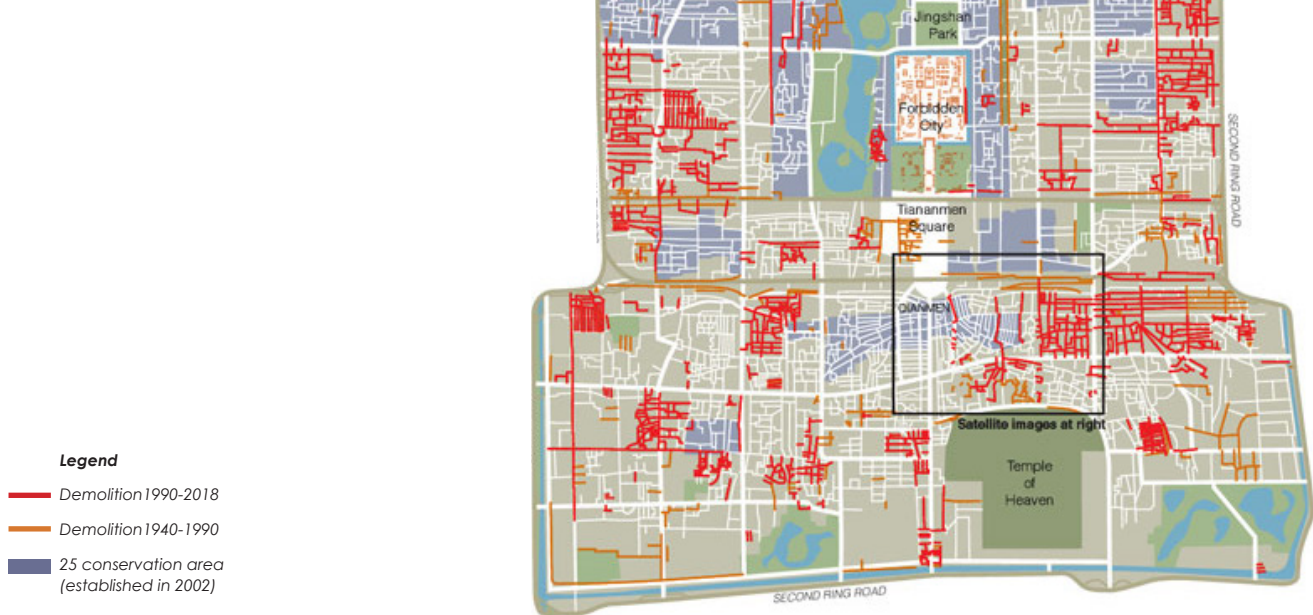 Jingshan
Park
Forbidden
City
SECOND RING ROAD
Tiananmen
Square
QIANMEN
Satellite images at right
Temple
of
Heaven
SECOND RING ROAD
Legend
Demolition1990-2018
Demolition1940-1990
25 conservation area
(established in 2002)